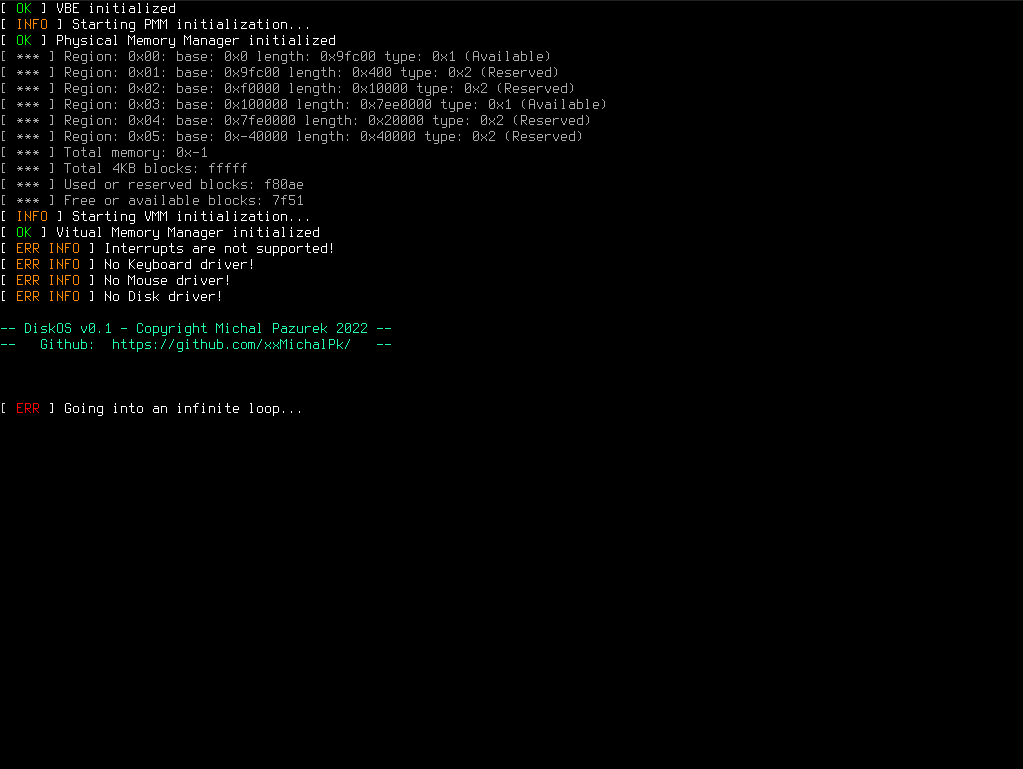 [ OK ] VBE initialized
[ INFO ] Starting PMM initialization...
[ OK ] Physical Memory Manager initialized
[ *** ] Region: 0x00: base: 0x0 length: 0x9fc00 type: 0x1 (Available)
[ *** ] Region: 0x01: base: 0x9fc00 length: 0x400 type: 0x2 (Reserved)
[ *** ] Region: 0x02: base: 0xf0000 length: 0x10000 type: 0x2 (Reserved)
[ *** ] Region: 0x03: base: 0x100000 length: 0x7ee0000 type: 0x1 (Available)
[ *** ] Region: 0x04: base: 0x7fe0000 length: 0x20000 type: 0x2 (Reserved)
[ *** ] Region: 0x05: base: 0x-40000 length: 0x40000 type: 0x2 (Reserved)
[ *** ] Total memory: 0x-1
[ *** ] Total 4KB blocks: fffff
[ *** ] Used or reserved blocks: f80ae
[ *** ] Free or available blocks: 7f51
[ INFO ] Starting VMM initialization...
[ OK ] Vitual Memory Manager initialized
[ ERR INFO ] Interrupts are not supported!
[ ERR INFO ] No Keyboard driver!
[ ERR INFO ] No Mouse driver!
[ ERR INFO ] No Disk driver!
-- DiskOS v0.1 - Copyright Michal Pazurek 2022 --
--   Github:  https://github.com/xxMichalPk/   --
[ ERR ] Going into an infinite loop...